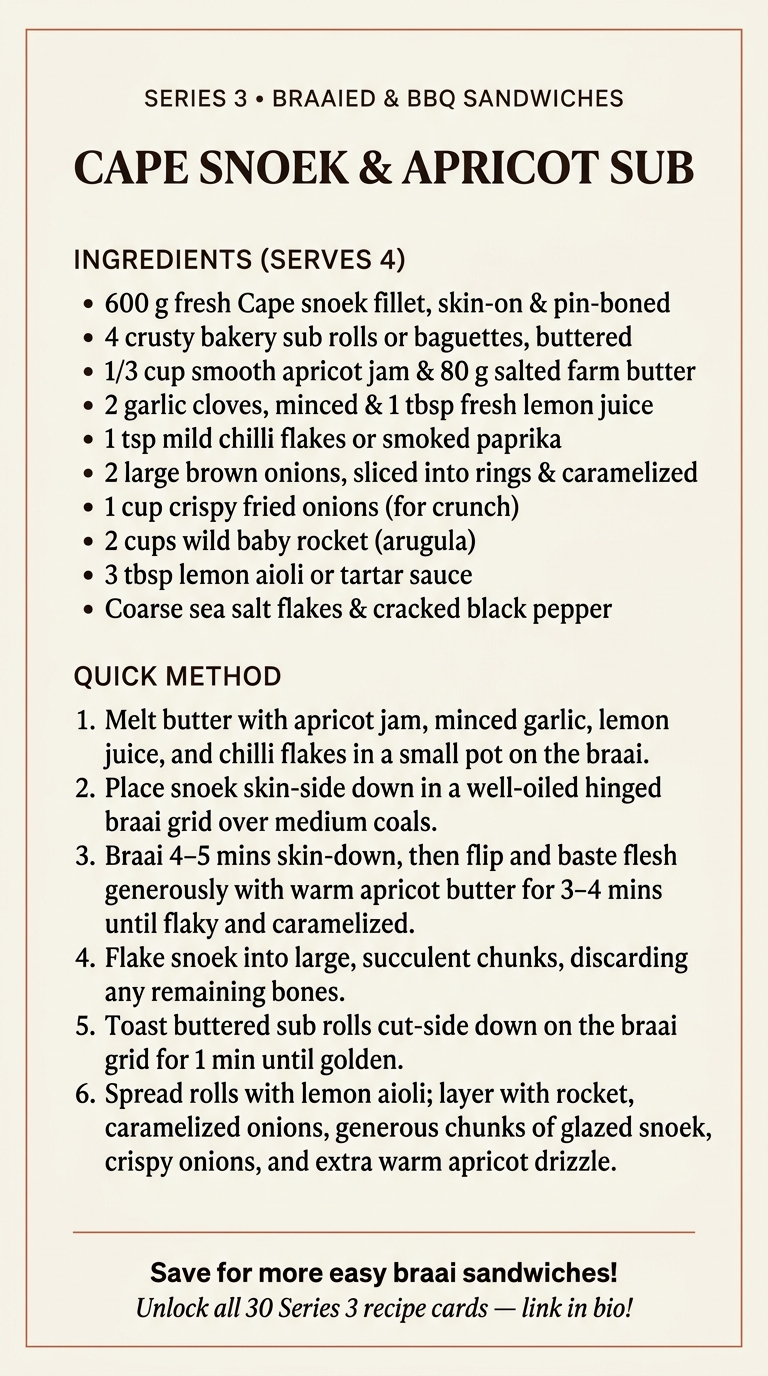 SERIES 3 • BRAAIED & BBQ SANDWICHES
CAPE SNOEK & APRICOT SUB
INGREDIENTS (SERVES 4)
• 600 g fresh Cape snoek fillet, skin-on & pin-boned
• 4 crusty bakery sub rolls or baguettes, buttered
• 1/3 cup smooth apricot jam & 80 g salted farm butter
• 2 garlic cloves, minced & 1 tbsp fresh lemon juice
• 1 tsp mild chilli flakes or smoked paprika
• 2 large brown onions, sliced into rings & caramelized
• 1 cup crispy fried onions (for crunch)
• 2 cups wild baby rocket (arugula)
• 3 tbsp lemon aioli or tartar sauce
• Coarse sea salt flakes & cracked black pepper
QUICK METHOD
1. Melt butter with apricot jam, minced garlic, lemon
juice, and chilli flakes in a small pot on the braai.
2. Place snoek skin-side down in a well-oiled hinged
braai grid over medium coals.
3. Braai 4–5 mins skin-down, then flip and baste flesh
generously with warm apricot butter for 3–4 mins
until flaky and caramelized.
4. Flake snoek into large, succulent chunks, discarding
any remaining bones.
5. Toast buttered sub rolls cut-side down on the braai
grid for 1 min until golden.
6. Spread rolls with lemon aioli; layer with rocket,
caramelized onions, generous chunks of glazed snoek,
crispy onions, and extra warm apricot drizzle.
Save for more easy braai sandwiches!
Unlock all 30 Series 3 recipe cards — link in bio!